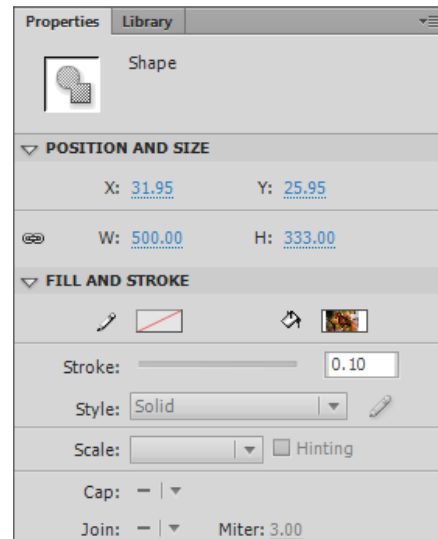 Properties Library
Shape
POSITION AND SIZE
X: 31.95 Y: 25.95
W: 500.00 H: 333.00
FILL AND STROKE
Stroke: 0.10
Style: Solid
Scale: Hinting
Cap:
Join: Miter: 3.00